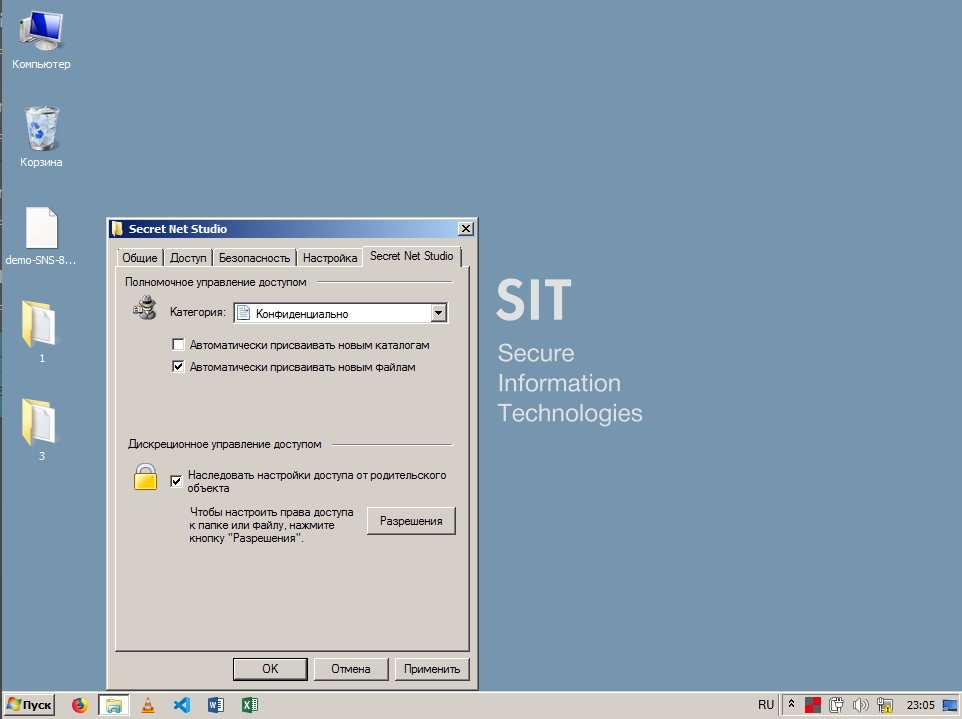 Компьютер
Корзина
demo-SNS-8...
1
3
Secret Net Studio
Общие
Доступ
Безопасность
Настройка
Secret Net Studio
Полномочное управление доступом
Категория:
Конфиденциально
Автоматически присваивать новым каталогам
Автоматически присваивать новым файлам
Дискреционное управление доступом
Наследовать настройки доступа от родительского
объекта
Чтобы настроить права доступа
к папке или файлу, нажмите
кнопку "Разрешения".
Разрешения
OK
Отмена
Применить
SIT
Secure
Information
Technologies
Пуск
RU
23:05